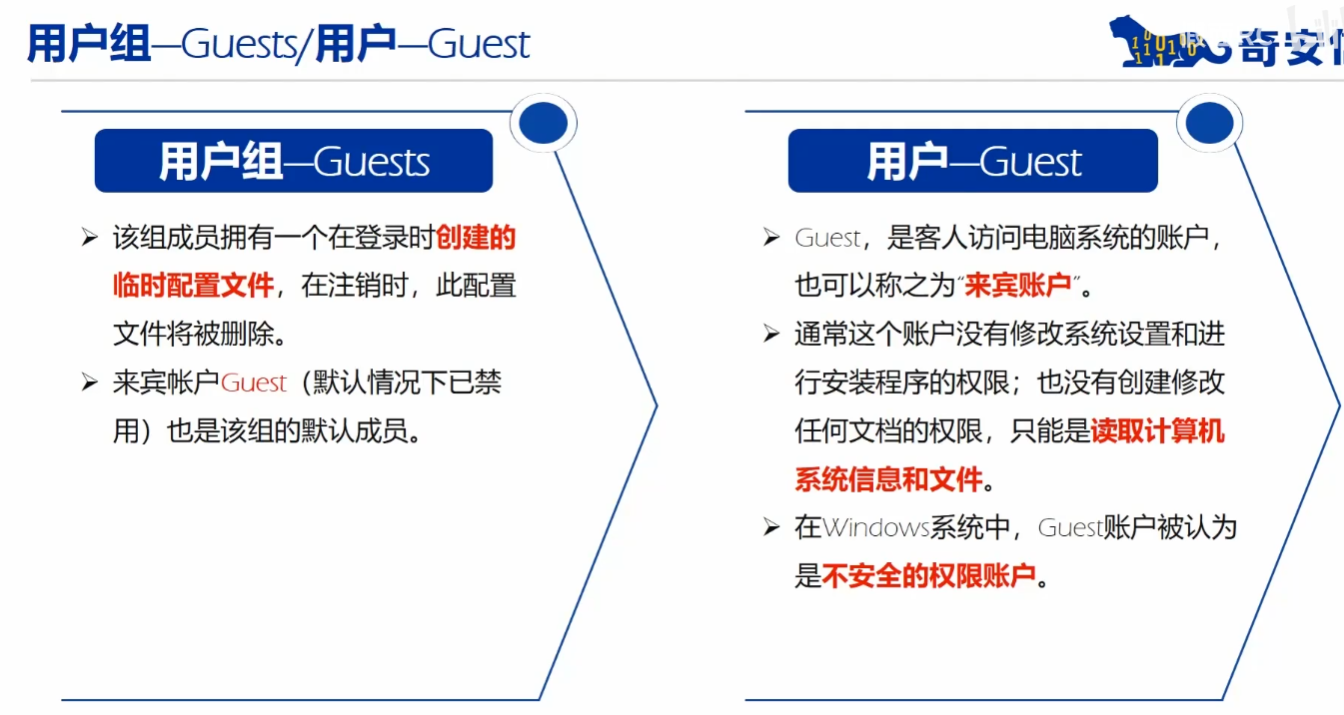 用户组—Guests/用户—Guest
奇安
用户组—Guests
该组成员拥有一个在登录时创建的
临时配置文件，在注销时，此配置
文件将被删除。
来宾帐户Guest（默认情况下已禁
用）也是该组的默认成员。
用户—Guest
Guest，是客人访问电脑系统的账户，
也可以称之为“来宾账户”。
通常这个账户没有修改系统设置和进
行安装程序的权限；也没有创建修改
任何文档的权限，只能是读取计算机
系统信息和文件。
在Windows系统中，Guest账户被认为
是不安全的权限账户。